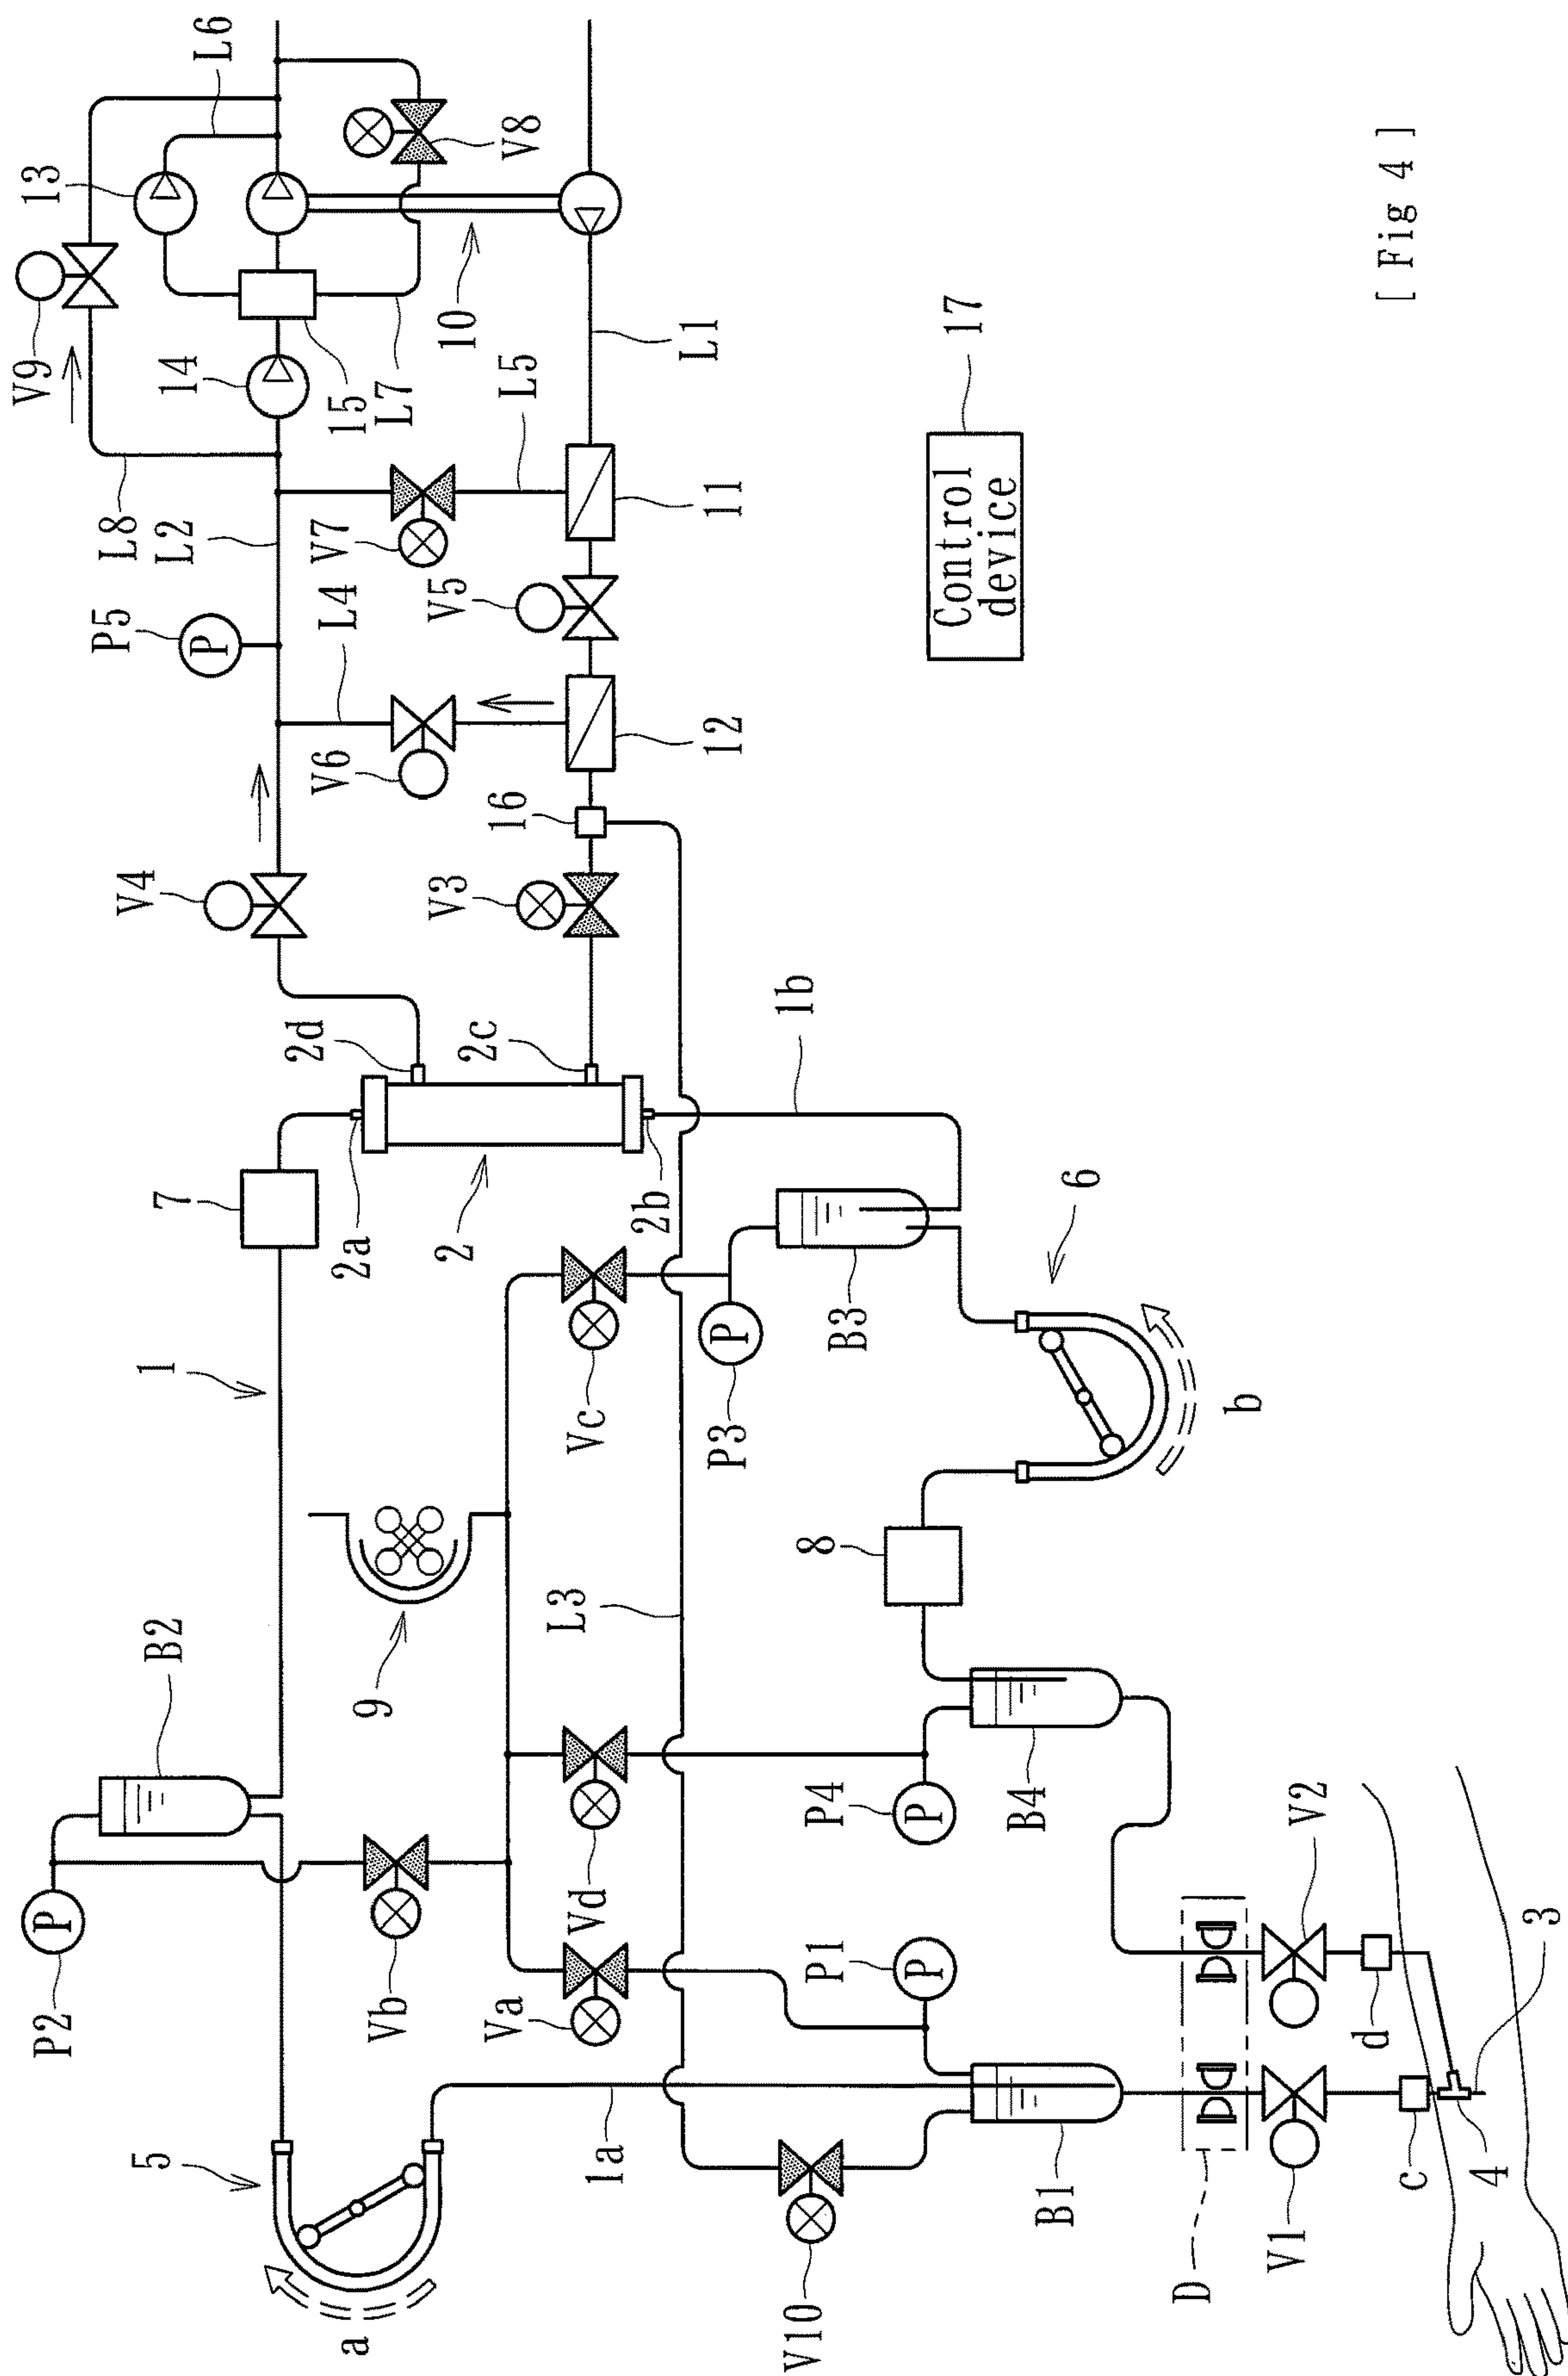 L6
13
V9
14
15
L7
V8
10
L1
L8
L2
L5
V7
11
17
Control
device
P5
P
L4
V5
V6
12
16
V4
V3
2d
2c
1b
7
2a
2
2b
6
B3
1
Vc
P
P3
b
9
L3
8
B2
P4
P
B4
V2
P
P2
Vb
Vd
Va
P1
P
d
3
5
a
1a
V10
B1
D
V1
c
4
[ Fig 4 ]